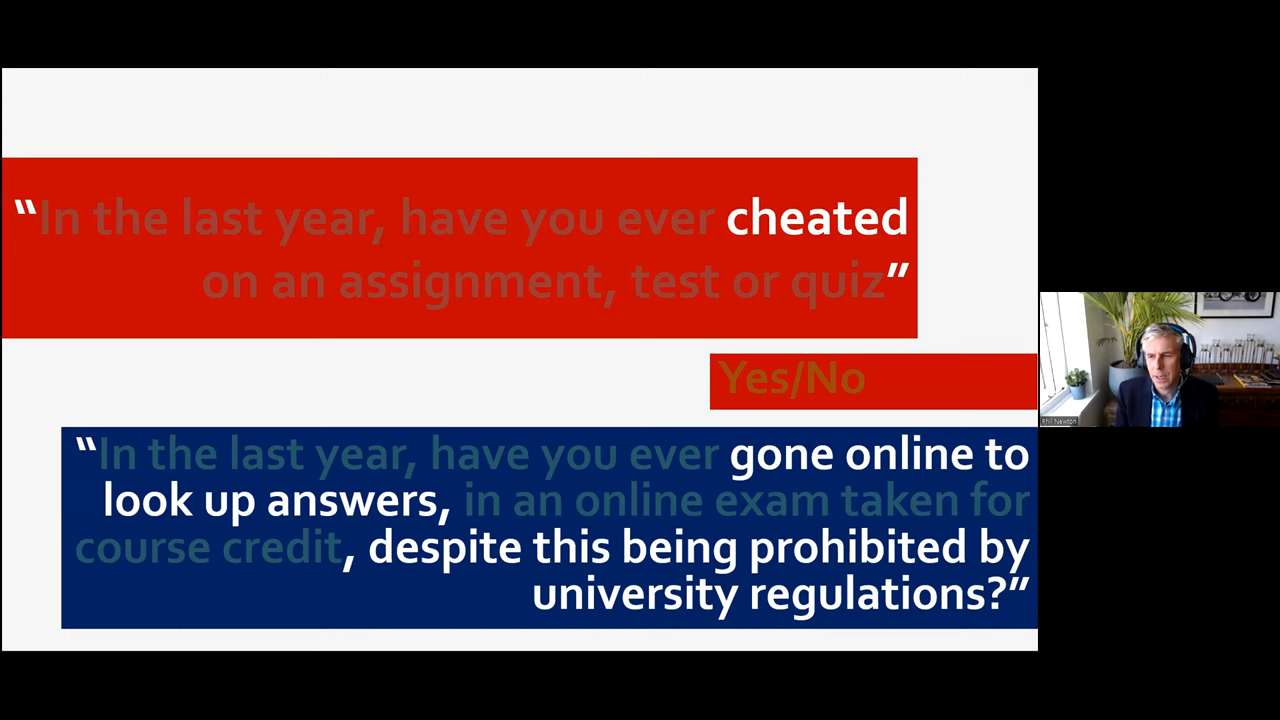 “In the last year, have you ever cheated
on an assignment, test or quiz”
Yes/No
“In the last year, have you ever gone online to
look up answers, in an online exam taken for
course credit, despite this being prohibited by
university regulations?”
Phil Newton